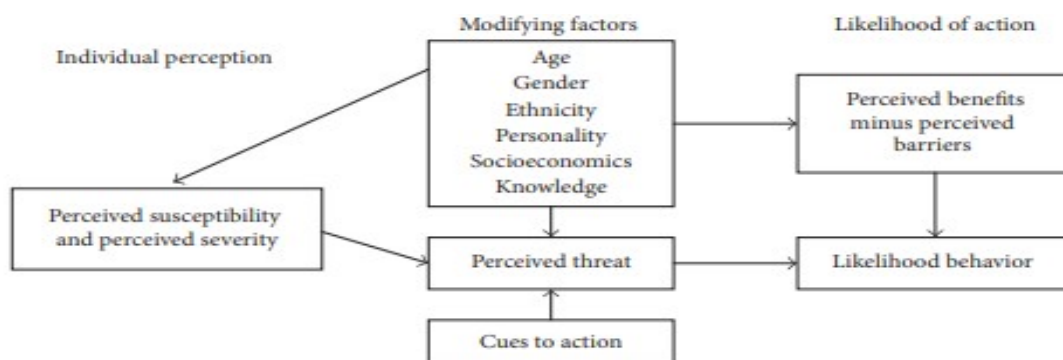 Individual perception
Modifying factors
Likelihood of action
Age
Gender
Ethnicity
Personality
Socioeconomics
Knowledge
Perceived benefits
minus perceived
barriers
Perceived susceptibility
and perceived severity
Perceived threat
Likelihood behavior
Cues to action